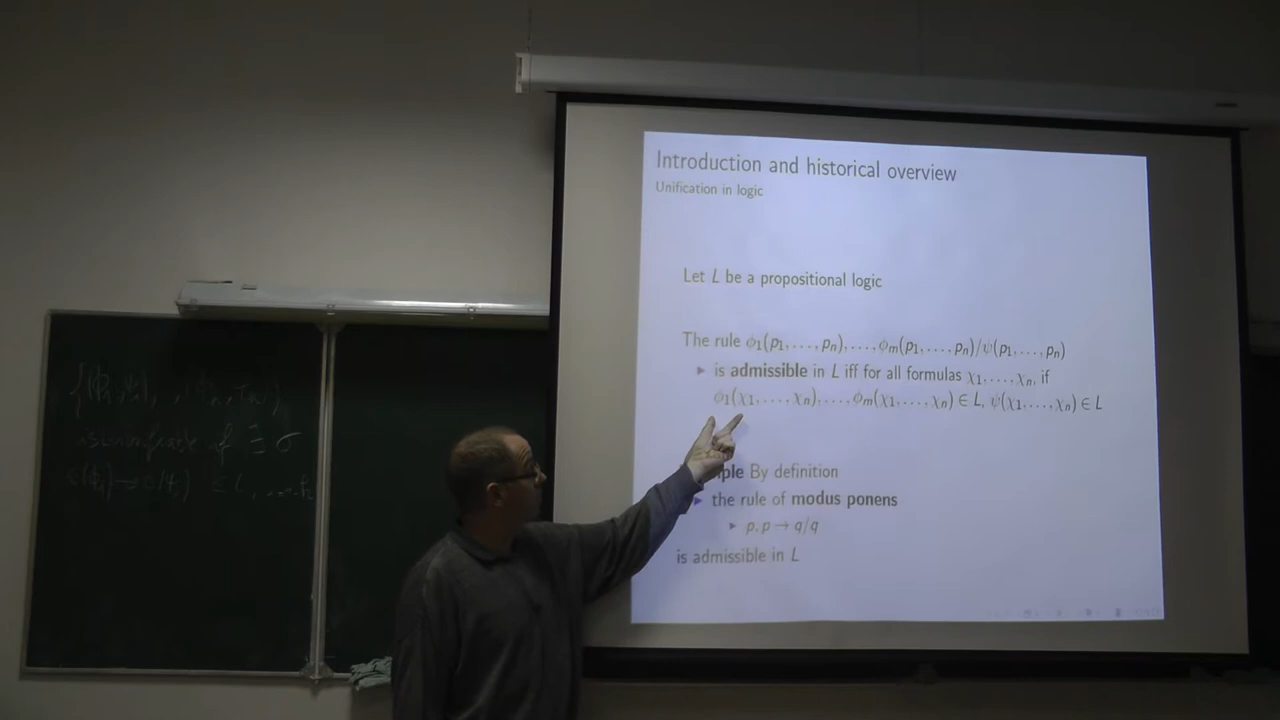 Introduction and historical overview
Unification in logic
Let L be a propositional logic
The rule ϕ₁(p₁, . . . , pₙ), . . . , ϕₘ(p₁, . . . , pₙ)/ψ(p₁, . . . , pₙ)
▸ is admissible in L iff for all formulas χ₁, . . . , χₙ, if
ϕ₁(χ₁, . . . , χₙ), . . . , ϕₘ(χ₁, . . . , χₙ) ∈ L, ψ(χ₁, . . . , χₙ) ∈ L
By definition
▸ the rule of modus ponens
▸ p, p → q/q
is admissible in L
if ∃ σ